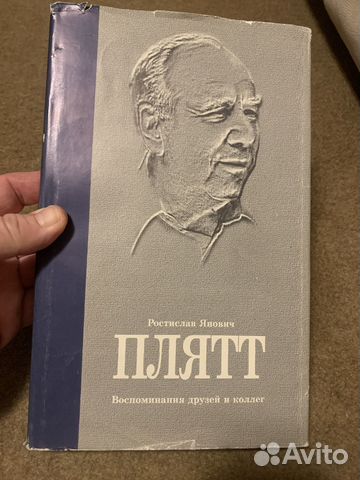 Ростислав Янович
ПЛЯТТ
Воспоминания друзей и коллег
Avito